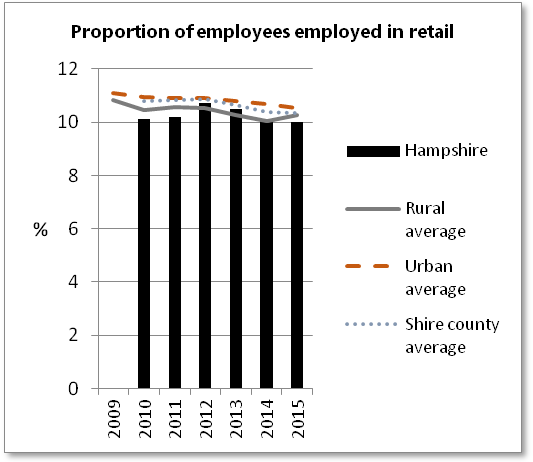 Proportion of employees employed in retail
12
10
8
6
4
2
0
%
2009
2010
2011
2012
2013
2014
2015
Hampshire
Rural
average
Urban
average
Shire county
average